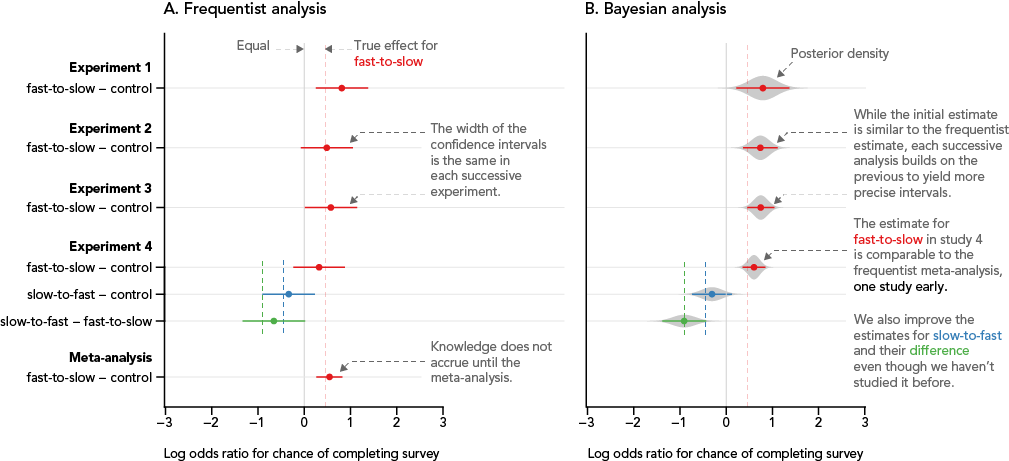 A. Frequentist analysis
Equal
True effect for
fast-to-slow
Experiment 1
fast-to-slow – control
Experiment 2
fast-to-slow – control
The width of the
confidence intervals
is the same in
each successive
experiment.
Experiment 3
fast-to-slow – control
Experiment 4
fast-to-slow – control
slow-to-fast – control
slow-to-fast – fast-to-slow
Meta-analysis
fast-to-slow – control
Knowledge does not
accrue until the
meta-analysis.
–3 –2 –1 0 1 2 3
Log odds ratio for chance of completing survey
B. Bayesian analysis
Posterior density
While the initial estimate
is similar to the frequentist
estimate, each successive
analysis builds on the
previous to yield more
precise intervals.
The estimate for
fast-to-slow in study 4
is comparable to the
frequentist meta-analysis,
one study early.
We also improve the
estimates for slow-to-fast
and their difference
even though we haven't
studied it before.
–3 –2 –1 0 1 2 3
Log odds ratio for chance of completing survey